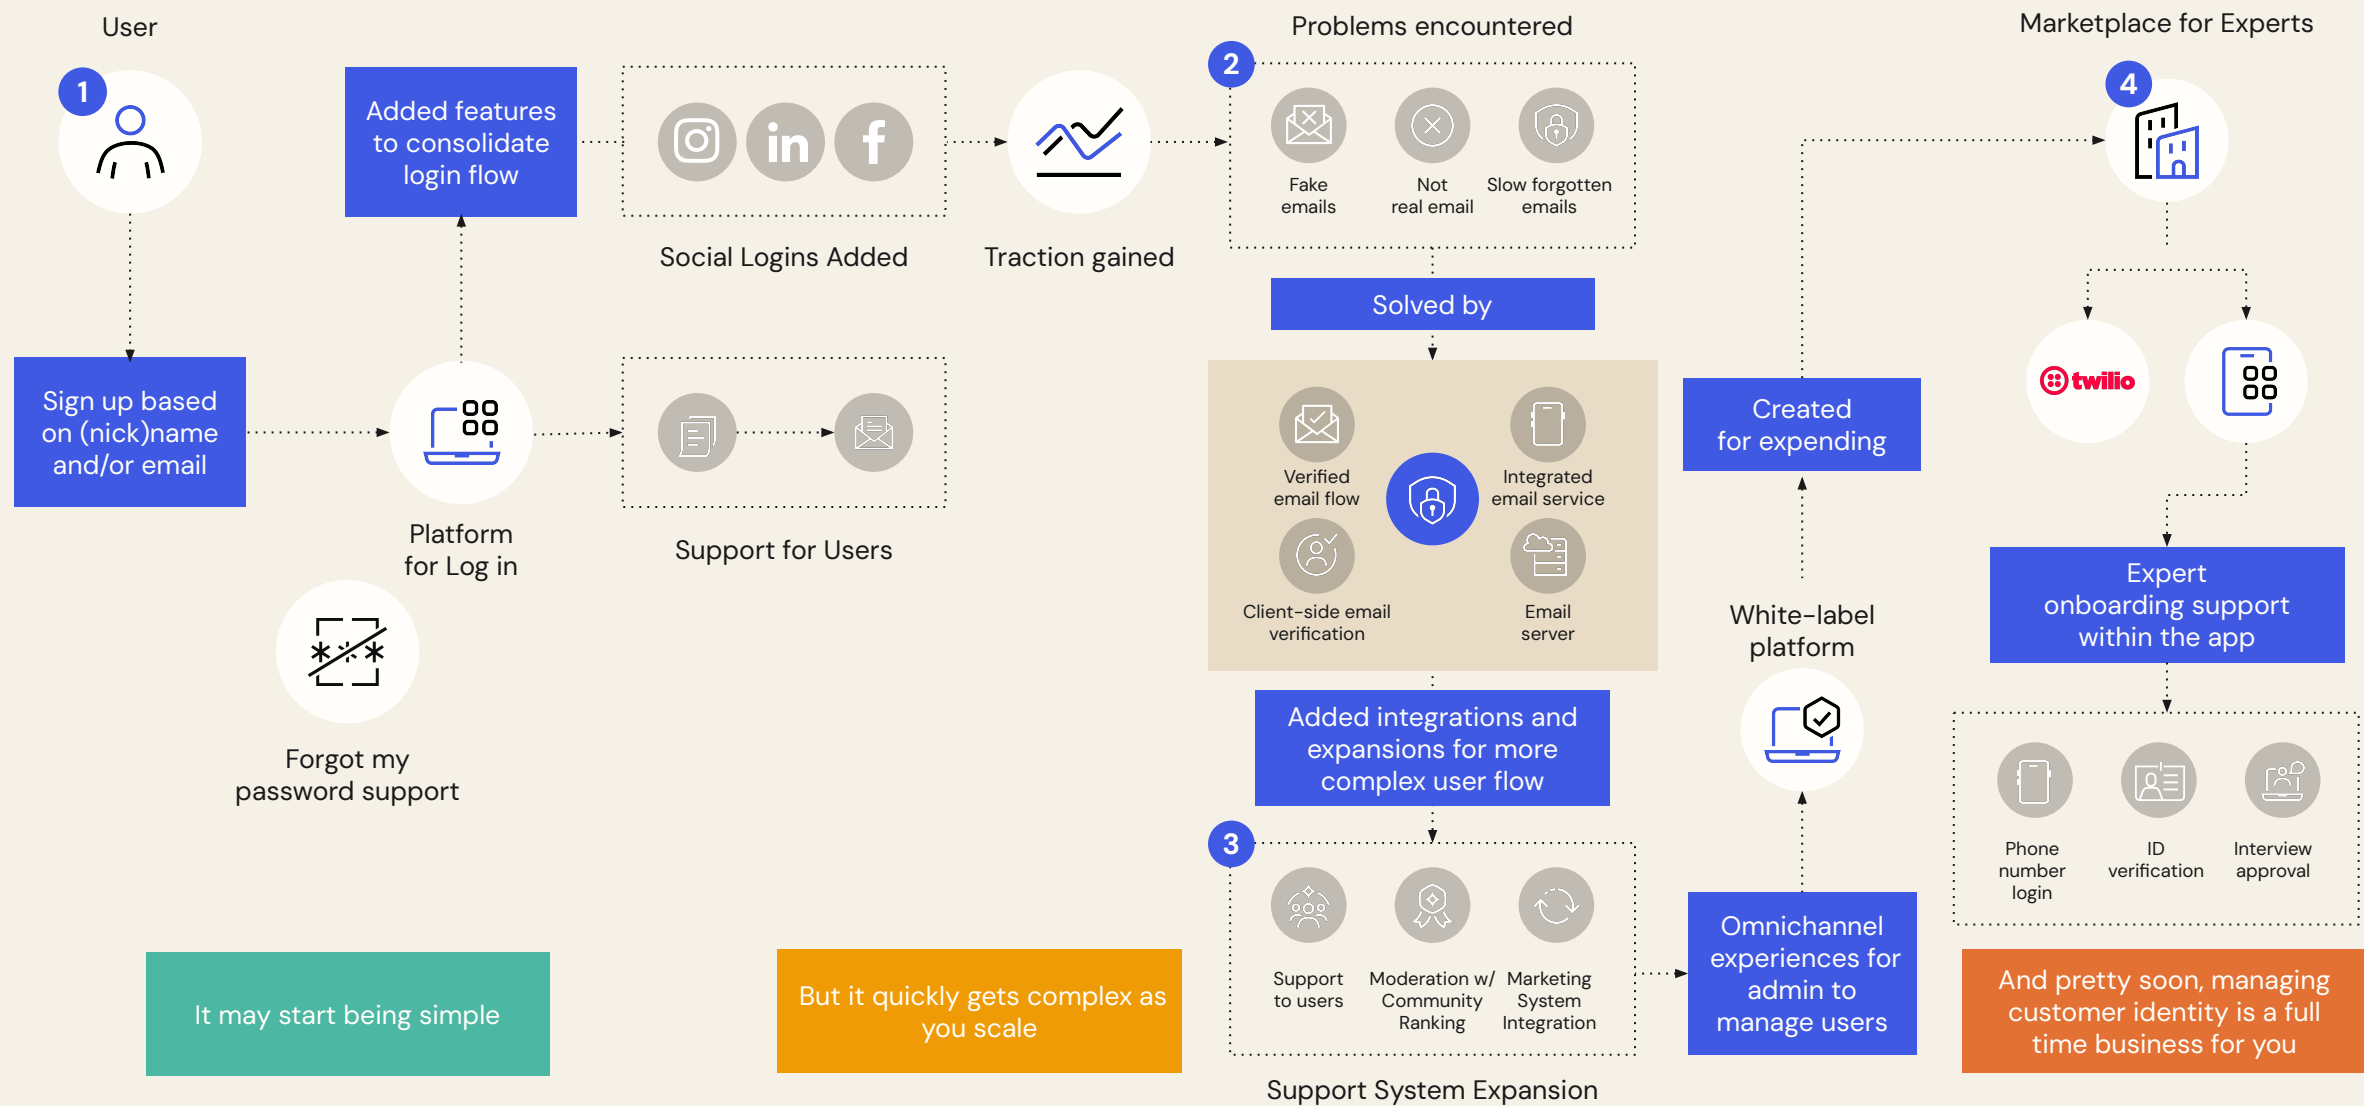 User
1
Sign up based
on (nick)name
and/or email
Platform
for Log in
Forgot my
password support
Added features
to consolidate
login flow
in
f
Social Logins Added
Support for Users
Traction gained
Problems encountered
2
Fake
emails
Not
real email
Slow forgotten
emails
Solved by
Verified
email flow
Integrated
email service
Client-side email
verification
Email
server
Added integrations and
expansions for more
complex user flow
3
Support
to users
Moderation w/
Community
Ranking
Marketing
System
Integration
Support System Expansion
Omnichannel
experiences for
admin to
manage users
White-label
platform
Created
for expending
Marketplace for Experts
4
twilio
Expert
onboarding support
within the app
Phone
number
login
ID
verification
Interview
approval
It may start being simple
But it quickly gets complex as
you scale
And pretty soon, managing
customer identity is a full
time business for you